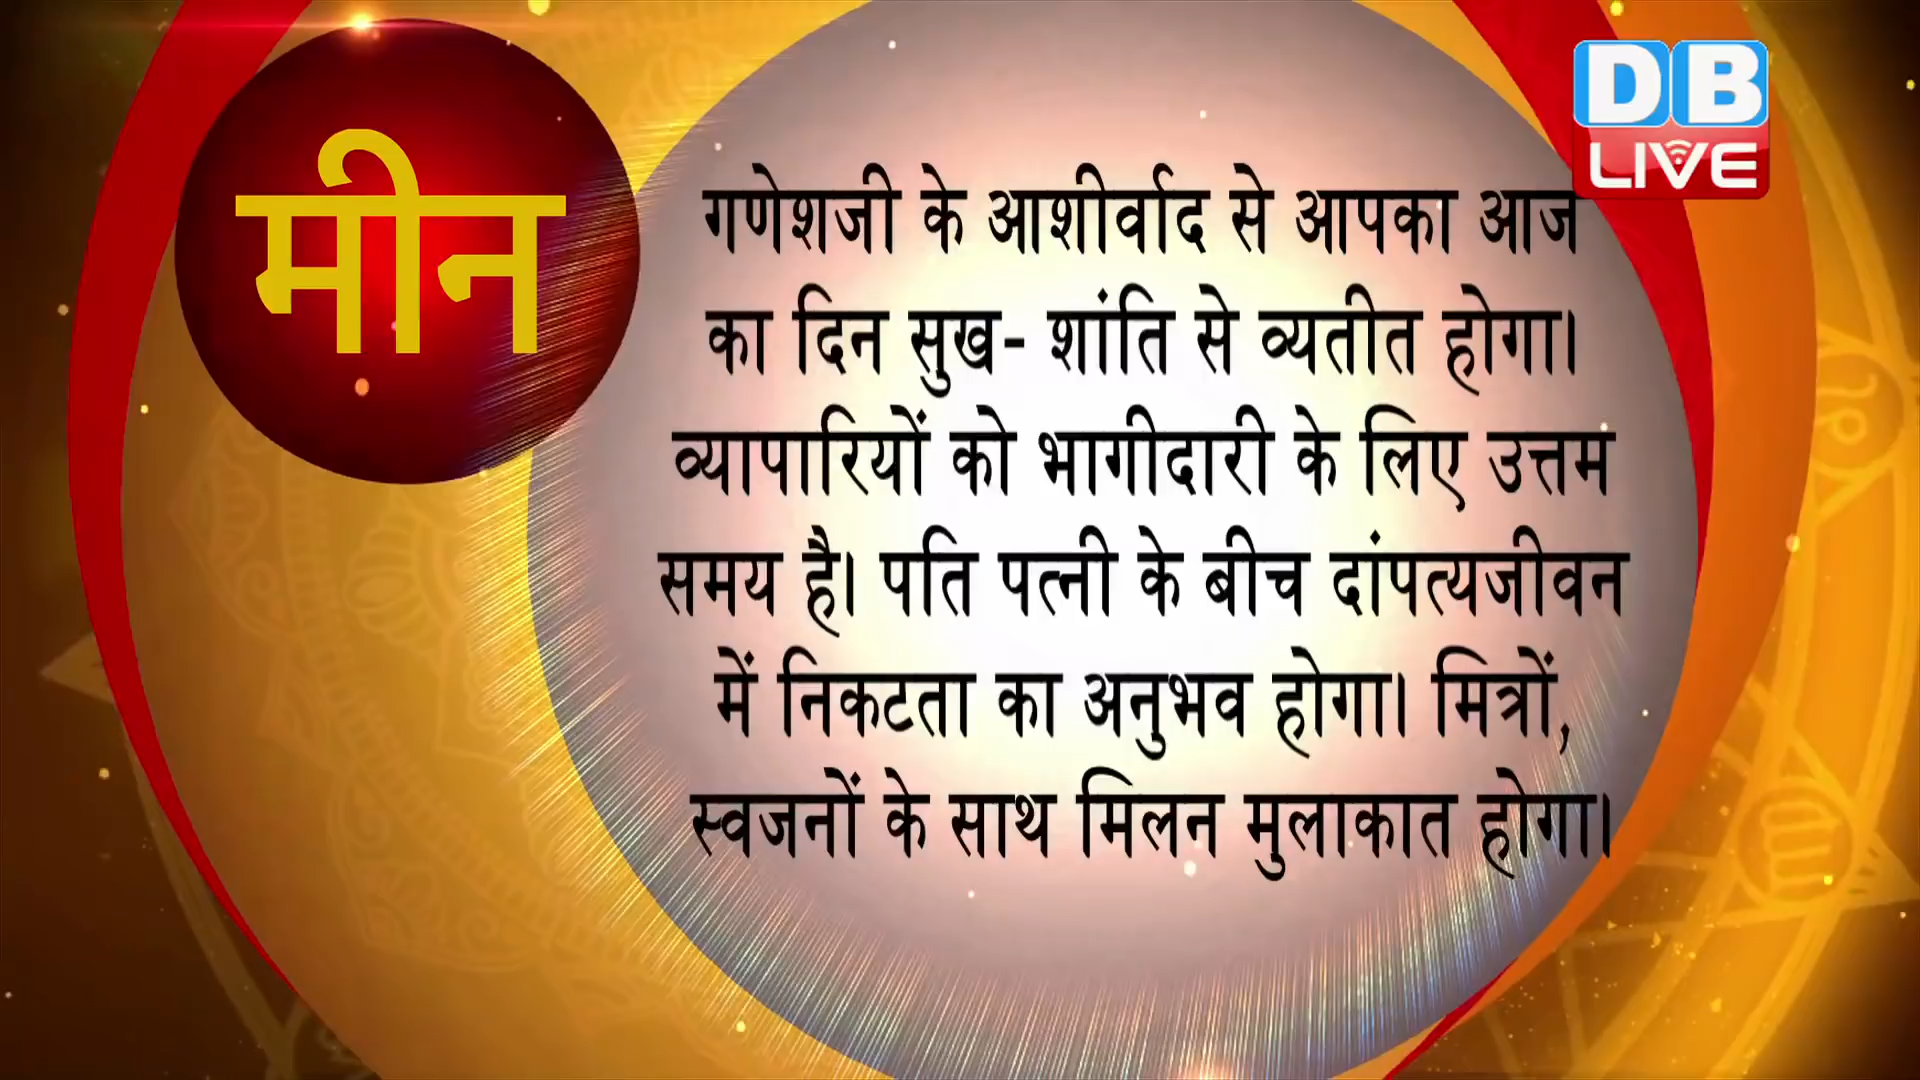 मीन
DB
LIVE
गणेशजी के आशीर्वाद से आपका आज
का दिन सुख- शांति से व्यतीत होगा।
व्यापारियों को भागीदारी के लिए उत्तम
समय है। पति पत्नी के बीच दांपत्यजीवन
में निकटता का अनुभव होगा। मित्रों,
स्वजनों के साथ मिलन मुलाकात होगा।